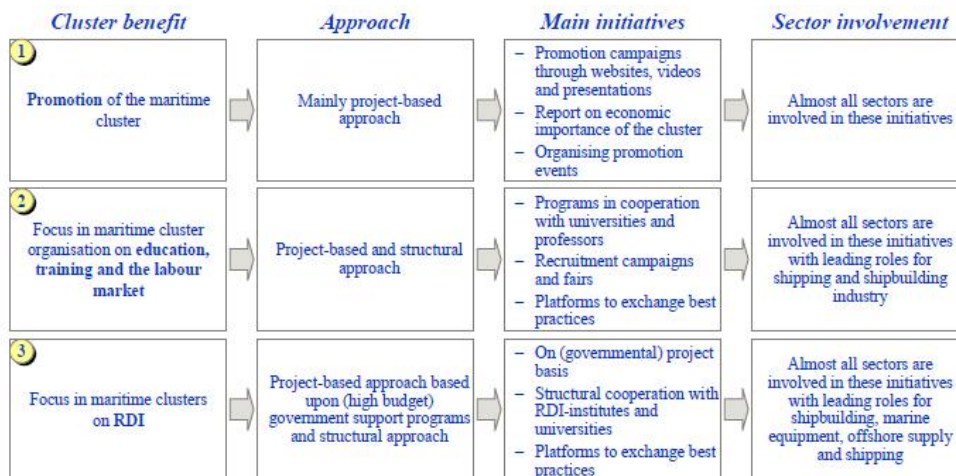 Cluster benefit
Approach
Main initiatives
Sector involvement
1
Promotion of the maritime
cluster
Mainly project-based
approach
– Promotion campaigns
through websites, videos
and presentations
– Report on economic
importance of the cluster
– Organising promotion
events
Almost all sectors are
involved in these initiatives
2
Focus in maritime cluster
organisation on education,
training and the labour
market
Project-based and structural
approach
– Programs in cooperation
with universities and
professors
– Recruitment campaigns
and fairs
– Platforms to exchange best
practices
Almost all sectors are
involved in these initiatives
with leading roles for
shipping and shipbuilding
industry
3
Focus in maritime clusters
on RDI
Project-based approach based
upon (high budget)
government support programs
and structural approach
– On (governmental) project
basis
– Structural cooperation with
RDI-institutes and
universities
– Platforms to exchange best
practices
Almost all sectors are
involved in these initiatives
with leading roles for
shipbuilding, marine
equipment, offshore supply
and shipping